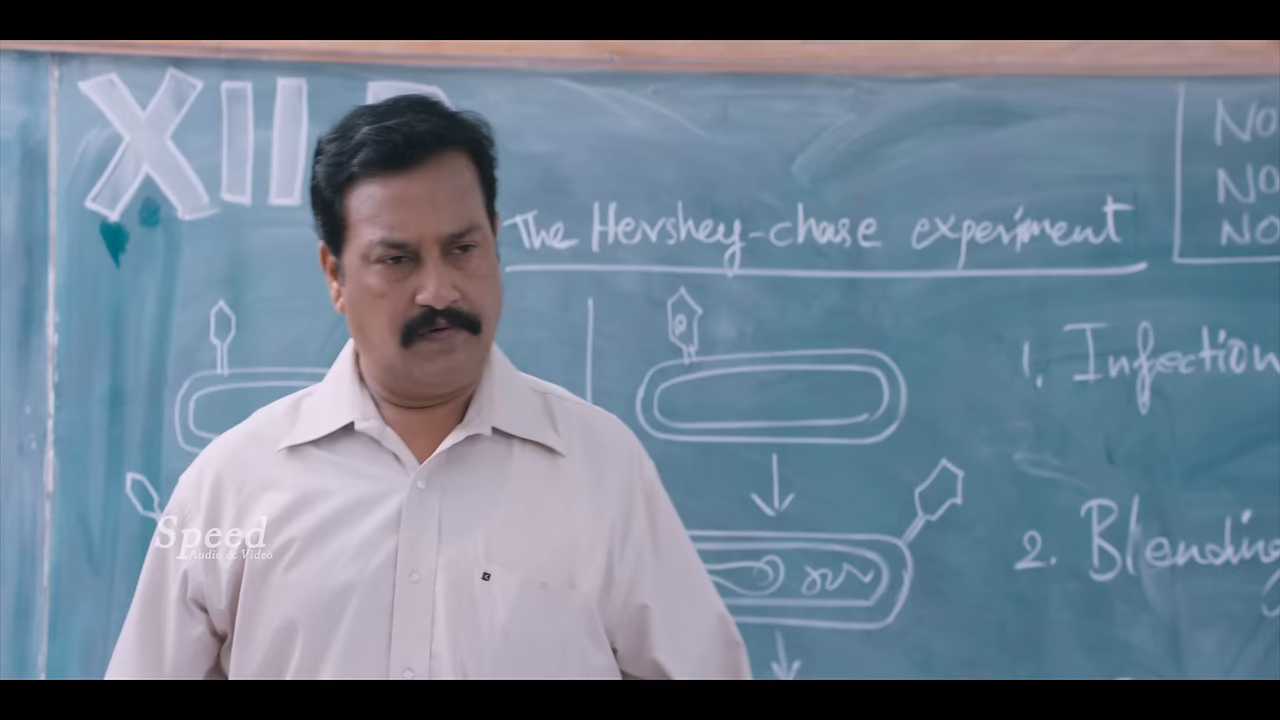 XII
NO
NO
NO
The Hershey-chase experiment
1. Infection
2. Blending
Speed
Audio & Video